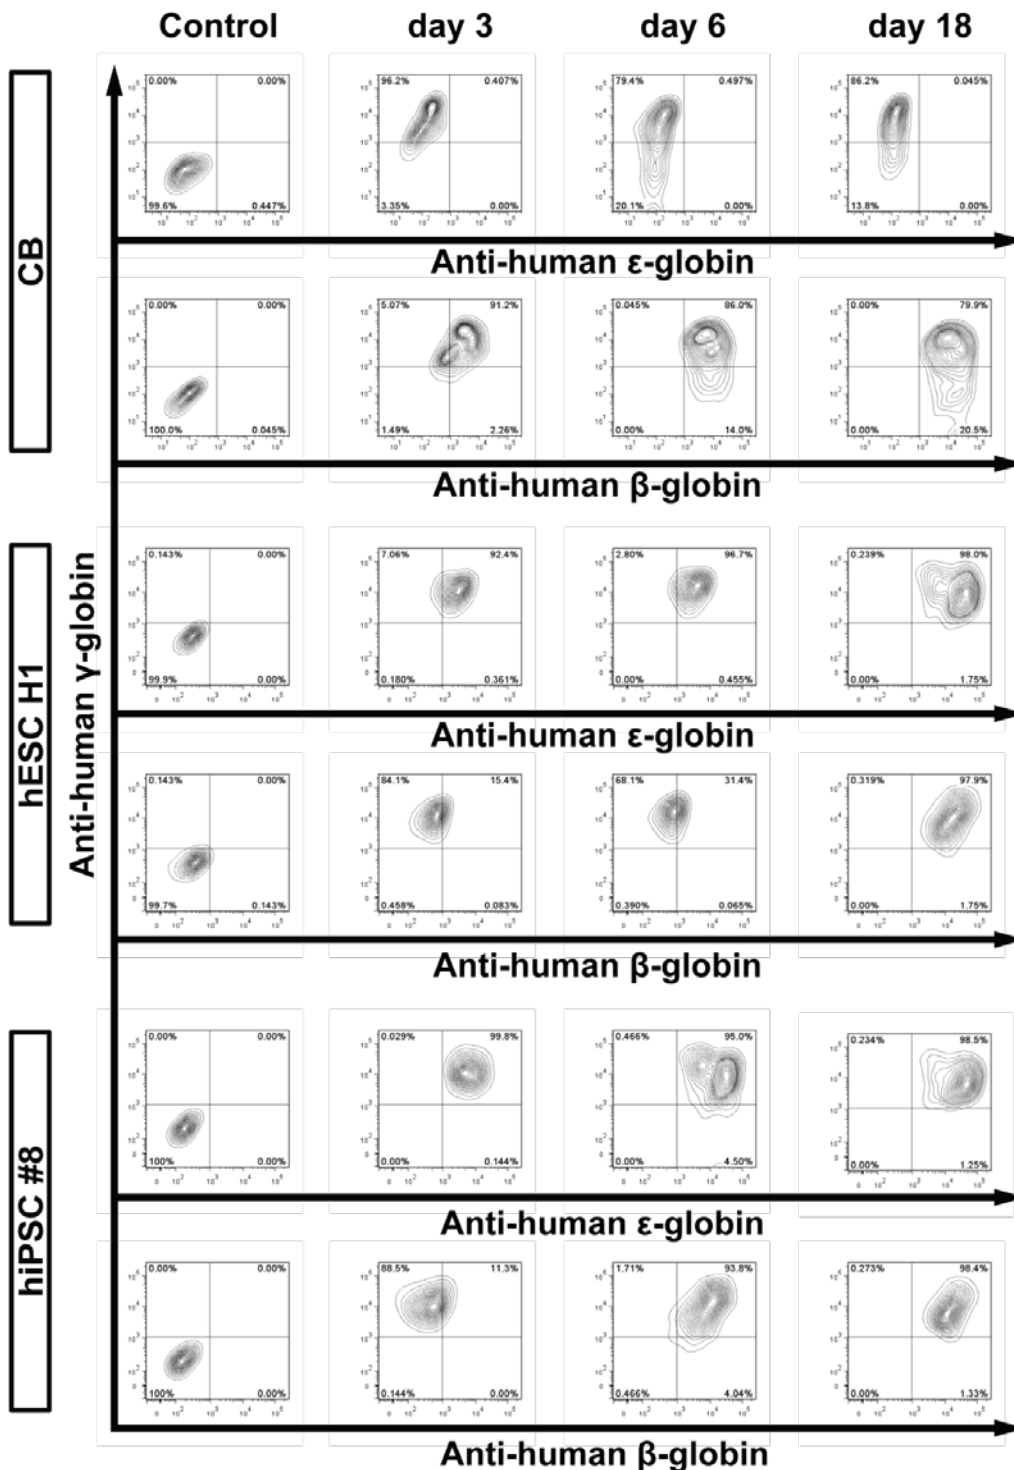 Control day 3 day 6 day 18
CB
0.00% 0.00% 96.2% 0.407% 79.4% 0.497% 86.2% 0.045%
99.6% 0.447% 3.35% 0.00% 20.1% 0.00% 13.8% 0.00%
Anti-human ε-globin
0.00% 0.00% 5.07% 91.2% 0.045% 86.0% 0.00% 79.9%
100.0% 0.045% 1.49% 2.26% 0.00% 14.0% 0.00% 20.5%
Anti-human β-globin
Anti-human γ-globin
hESC H1
0.143% 0.00% 7.06% 92.4% 2.80% 96.7% 0.239% 98.0%
99.9% 0.00% 0.180% 0.361% 0.00% 0.455% 0.00% 1.75%
Anti-human ε-globin
0.143% 0.00% 84.1% 15.4% 68.1% 31.4% 0.319% 97.9%
99.7% 0.143% 0.458% 0.083% 0.390% 0.065% 0.00% 1.75%
Anti-human β-globin
hiPSC #8
0.00% 0.00% 0.029% 99.8% 0.466% 95.0% 0.234% 98.5%
100% 0.00% 0.00% 0.144% 0.00% 4.50% 0.00% 1.25%
Anti-human ε-globin
0.00% 0.00% 88.5% 11.3% 1.71% 93.8% 0.273% 98.4%
100% 0.00% 0.144% 0.00% 0.466% 4.04% 0.00% 1.33%
Anti-human β-globin